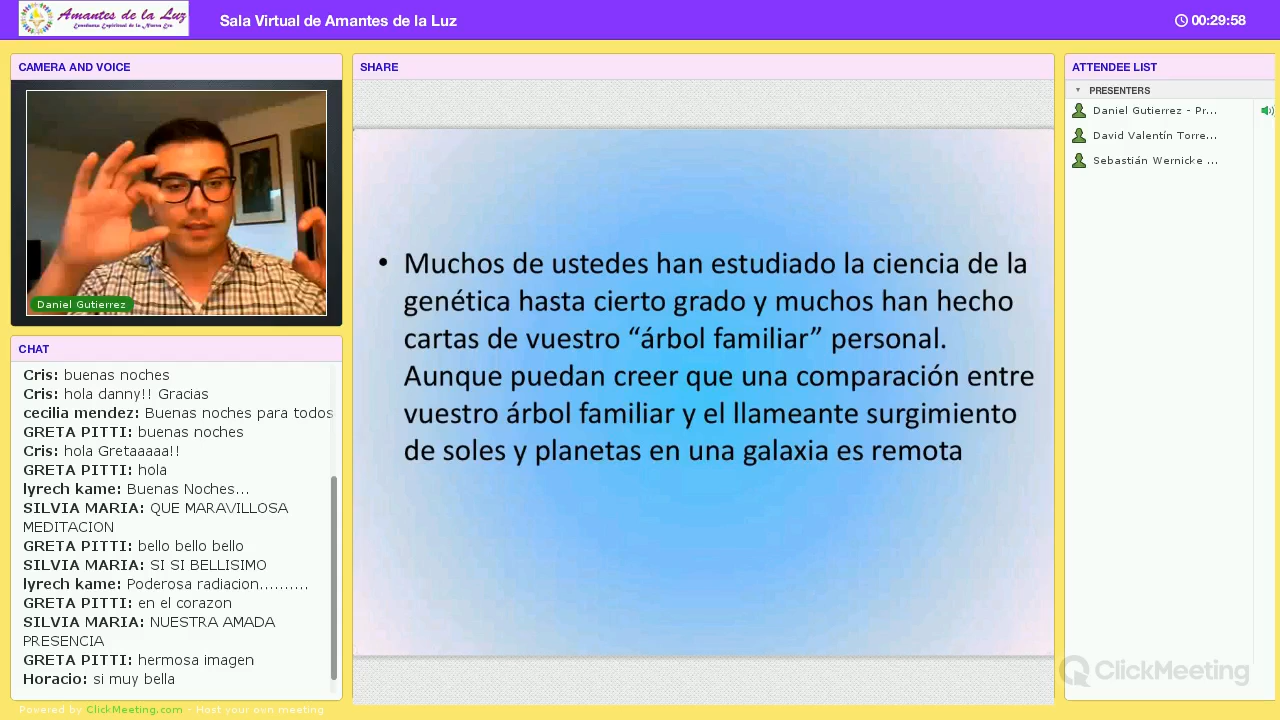 Amantes de la Luz
Enseñanza Espiritual de la Nueva Era
Sala Virtual de Amantes de la Luz
00:29:58
CAMERA AND VOICE
Daniel Gutierrez
CHAT
Cris: buenas noches
Cris: hola danny!! Gracias
cecilia mendez: Buenas noches para todos
GRETA PITTI: buenas noches
Cris: hola Gretaaaaa!!
GRETA PITTI: hola
lyrech kame: Buenas Noches...
SILVIA MARIA: QUE MARAVILLOSA
MEDITACION
GRETA PITTI: bello bello bello
SILVIA MARIA: SI SI BELLISIMO
lyrech kame: Poderosa radiacion..........
GRETA PITTI: en el corazon
SILVIA MARIA: NUESTRA AMADA
PRESENCIA
GRETA PITTI: hermosa imagen
Horacio: si muy bella
Powered by ClickMeeting.com - Host your own meeting
SHARE
• Muchos de ustedes han estudiado la ciencia de la
genética hasta cierto grado y muchos han hecho
cartas de vuestro “árbol familiar” personal.
Aunque puedan creer que una comparación entre
vuestro árbol familiar y el llameante surgimiento
de soles y planetas en una galaxia es remota
ATTENDEE LIST
PRESENTERS
Daniel Gutierrez - Pr...
David Valentín Torre...
Sebastián Wernicke ...
ClickMeeting